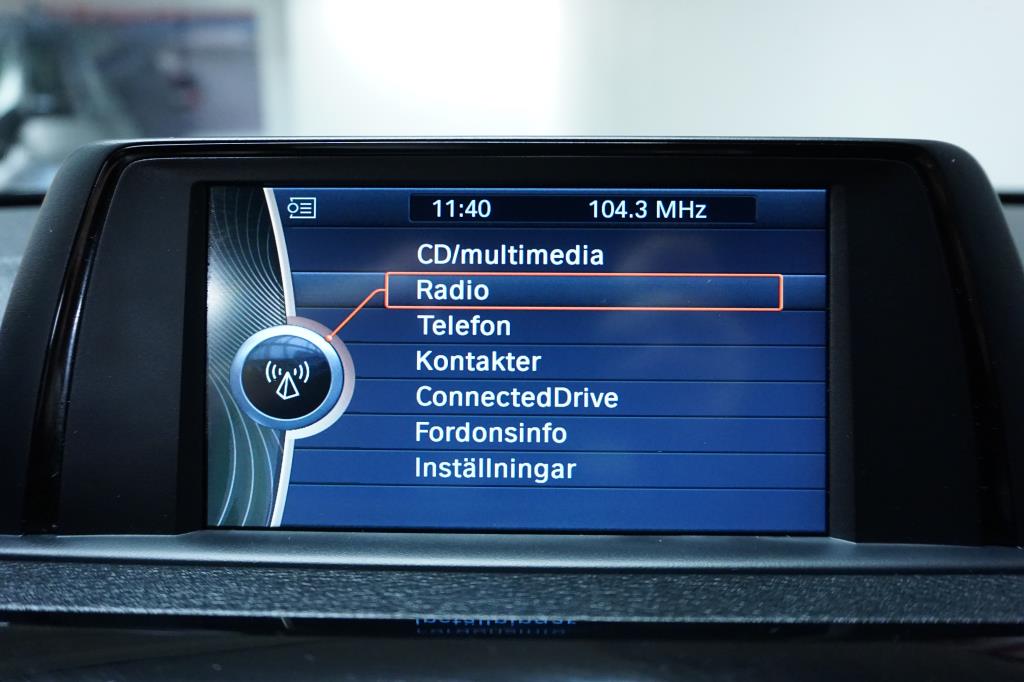 11:40 104.3 MHz
CD/multimedia
Radio
Telefon
Kontakter
ConnectedDrive
Fordonsinfo
Inställningar